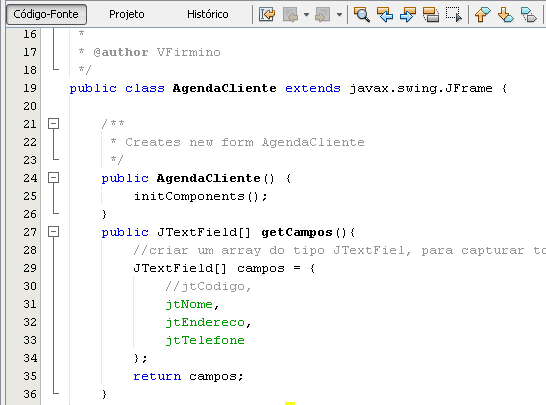 Código-Fonte Projeto Histórico
16 *
17 * @author VFirmino
18 */
19 public class AgendaCliente extends javax.swing.JFrame {
20
21 /**
22 * Creates new form AgendaCliente
23 */
24 public AgendaCliente() {
25 initComponents();
26 }
27 public JTextField[] getCampos(){
28 //criar um array do tipo JTextFiel, para capturar to
29 JTextField[] campos = {
30 //jtCodigo,
31 jtNome,
32 jtEndereco,
33 jtTelefone
34 };
35 return campos;
36 }